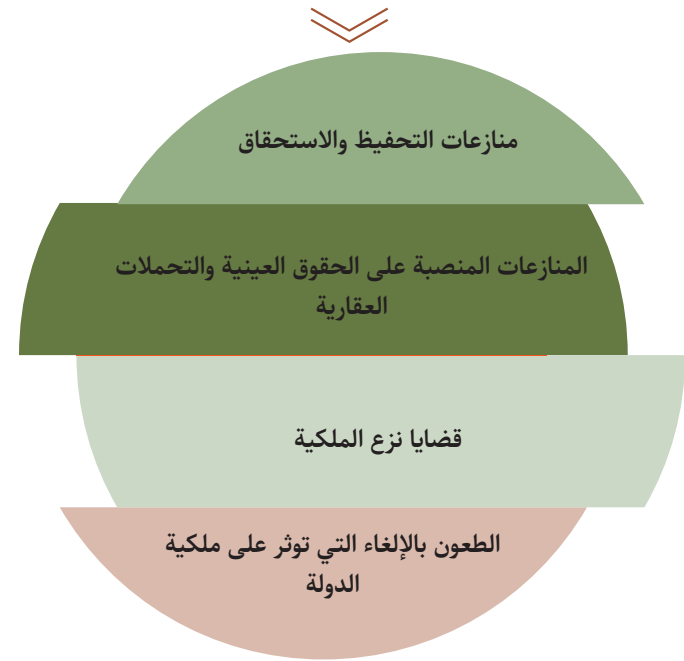 منازعات التحفيظ والاستحقاق
المنازعات المنصبة على الحقوق العينية والتحملات
العقارية
قضايا نزع الملكية
الطعون بالإلغاء التي توثر على ملكية
الدولة